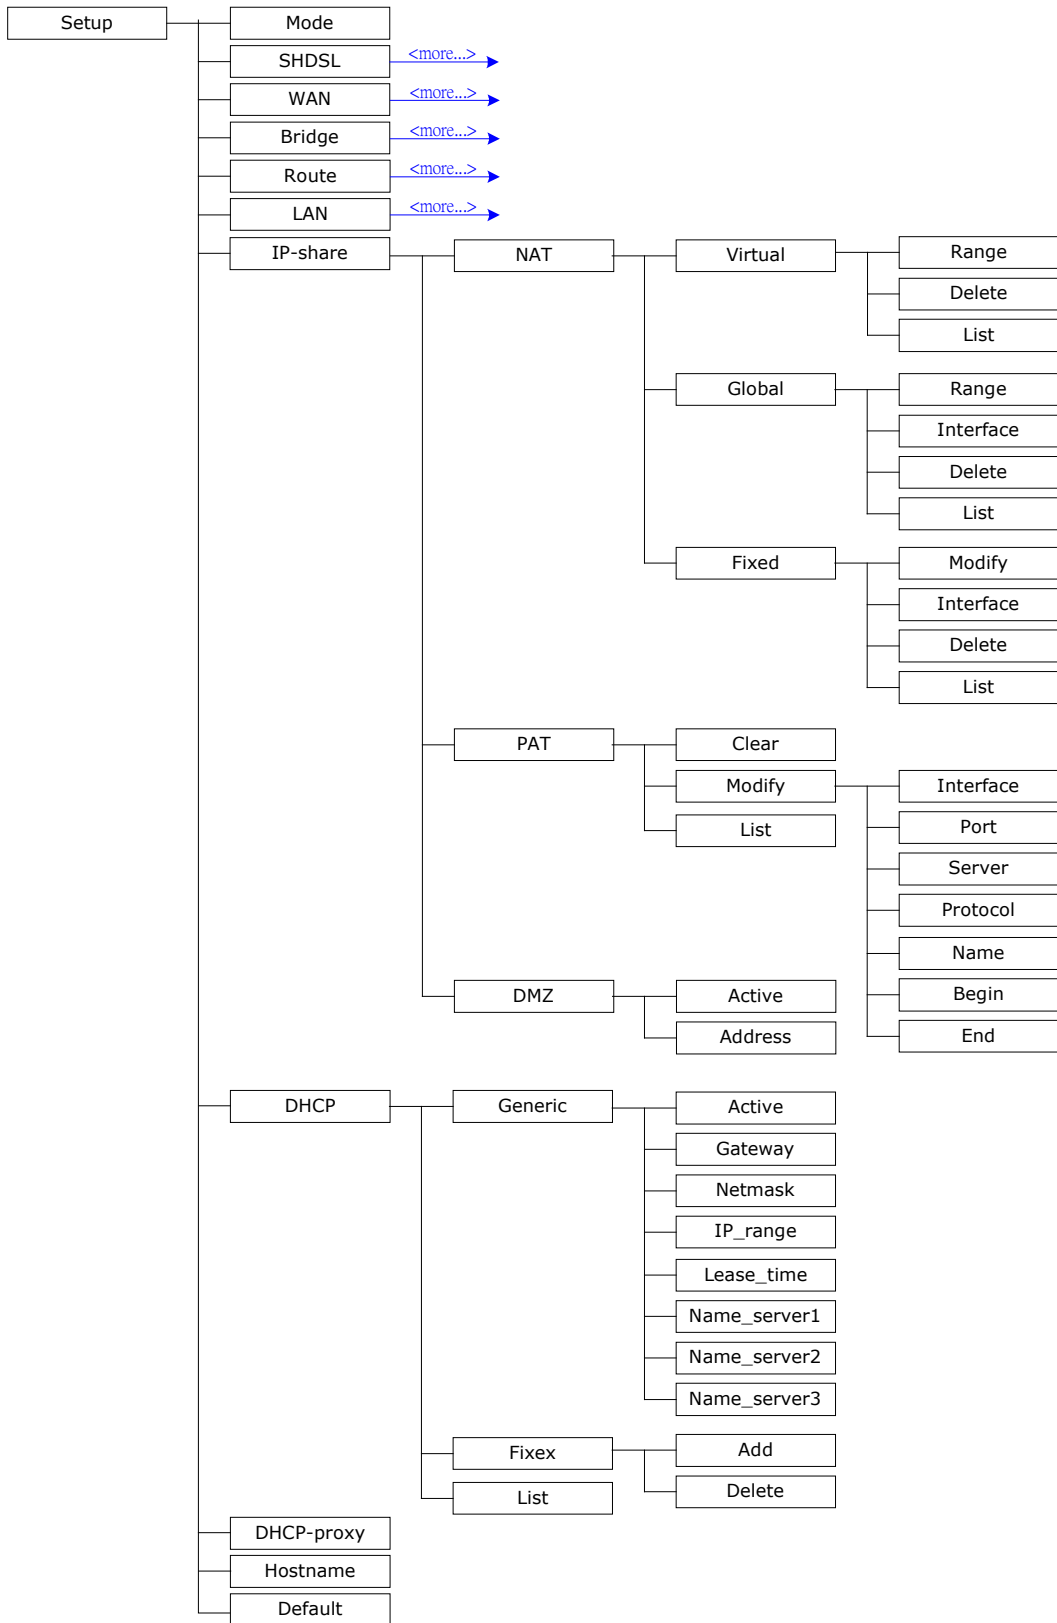 Setup
Mode
SHDSL
<more...>
WAN
<more...>
Bridge
<more...>
Route
<more...>
LAN
<more...>
IP-share
NAT
Virtual
Range
Delete
List
Global
Range
Interface
Delete
List
Fixed
Modify
Interface
Delete
List
PAT
Clear
Modify
List
Interface
Port
Server
Protocol
Name
Begin
End
DMZ
Active
Address
DHCP
Generic
Active
Gateway
Netmask
IP_range
Lease_time
Name_server1
Name_server2
Name_server3
Fixex
Add
Delete
List
DHCP-proxy
Hostname
Default